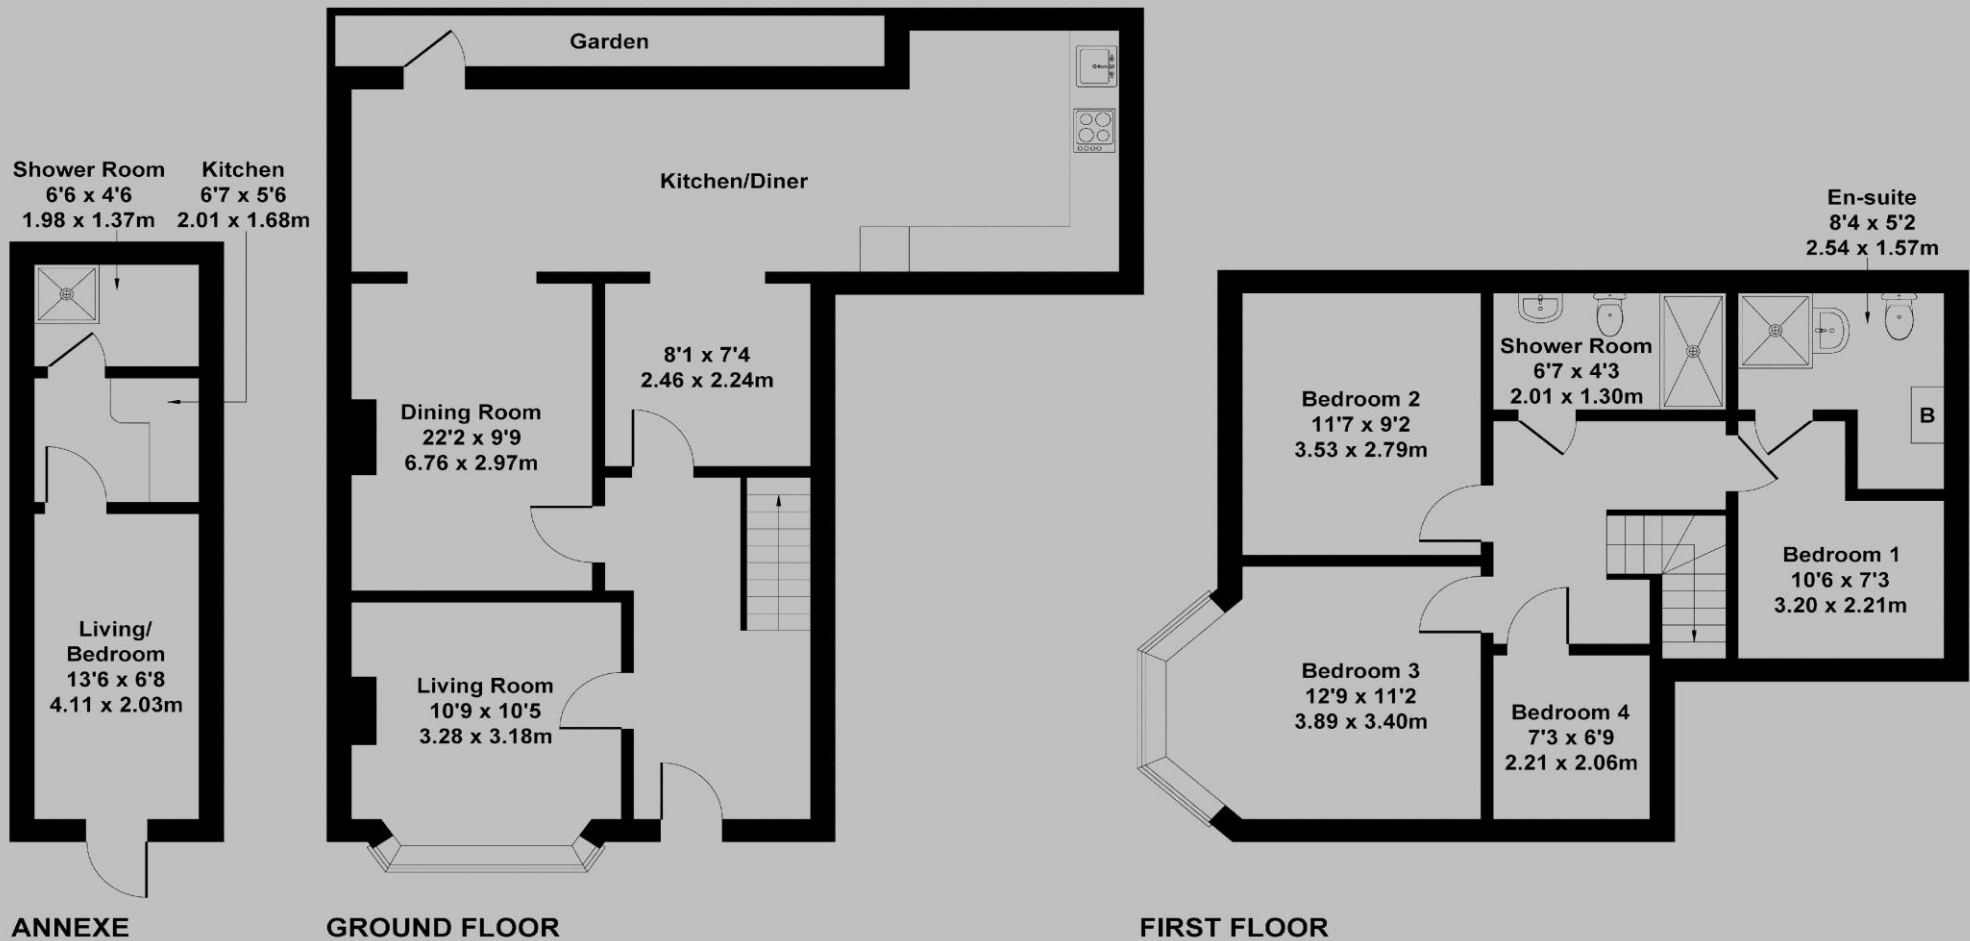 Shower Room
6'6 x 4'6
1.98 x 1.37m
Kitchen
6'7 x 5'6
2.01 x 1.68m
Living/
Bedroom
13'6 x 6'8
4.11 x 2.03m
ANNEXE
Garden
Kitchen/Diner
8'1 x 7'4
2.46 x 2.24m
Dining Room
22'2 x 9'9
6.76 x 2.97m
Living Room
10'9 x 10'5
3.28 x 3.18m
GROUND FLOOR
En-suite
8'4 x 5'2
2.54 x 1.57m
Shower Room
6'7 x 4'3
2.01 x 1.30m
Bedroom 2
11'7 x 9'2
3.53 x 2.79m
B
Bedroom 1
10'6 x 7'3
3.20 x 2.21m
Bedroom 3
12'9 x 11'2
3.89 x 3.40m
Bedroom 4
7'3 x 6'9
2.21 x 2.06m
FIRST FLOOR